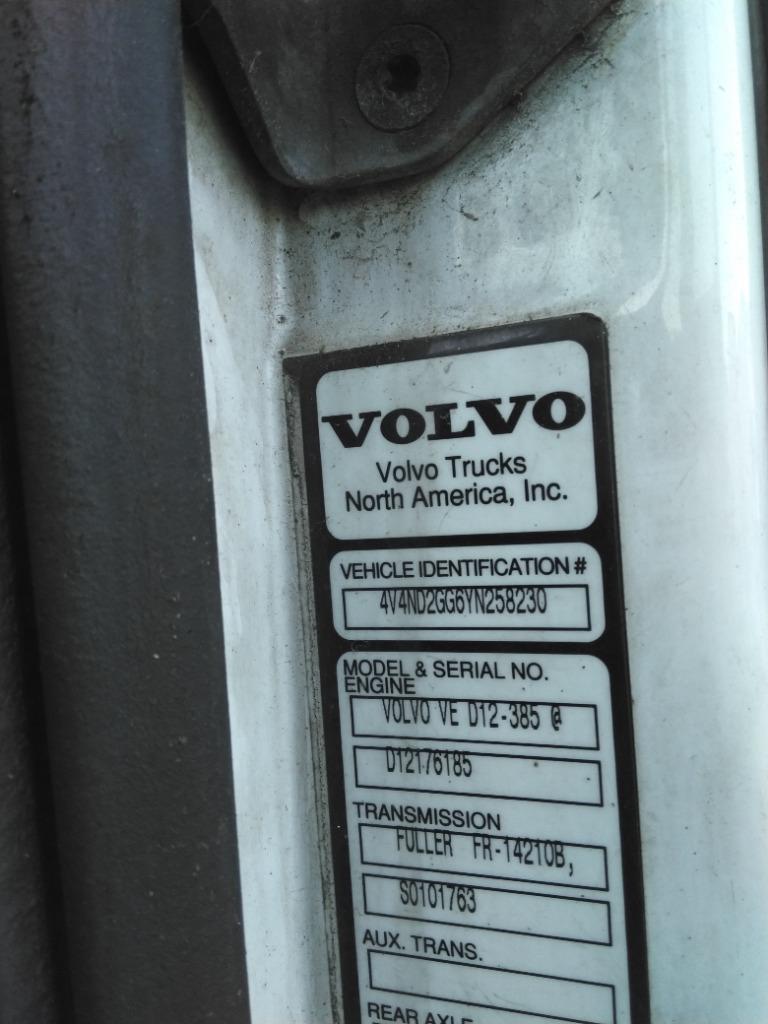 VOLVO
Volvo Trucks
North America, Inc.
VEHICLE IDENTIFICATION #
4V4ND2GG6YN258230
MODEL & SERIAL NO.
ENGINE
VOLVO VE D12-385 @
D12176185
TRANSMISSION
FULLER FR-14210B,
S0101763
AUX. TRANS.
REAR AXLE